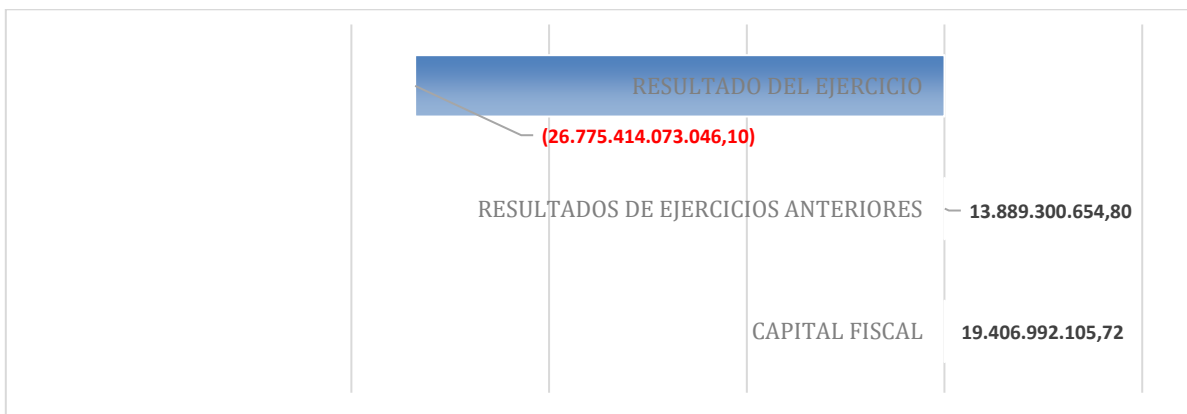 RESULTADO DEL EJERCICIO
(26.775.414.073.046,10)
RESULTADOS DE EJERCICIOS ANTERIORES 13.889.300.654,80
CAPITAL FISCAL 19.406.992.105,72